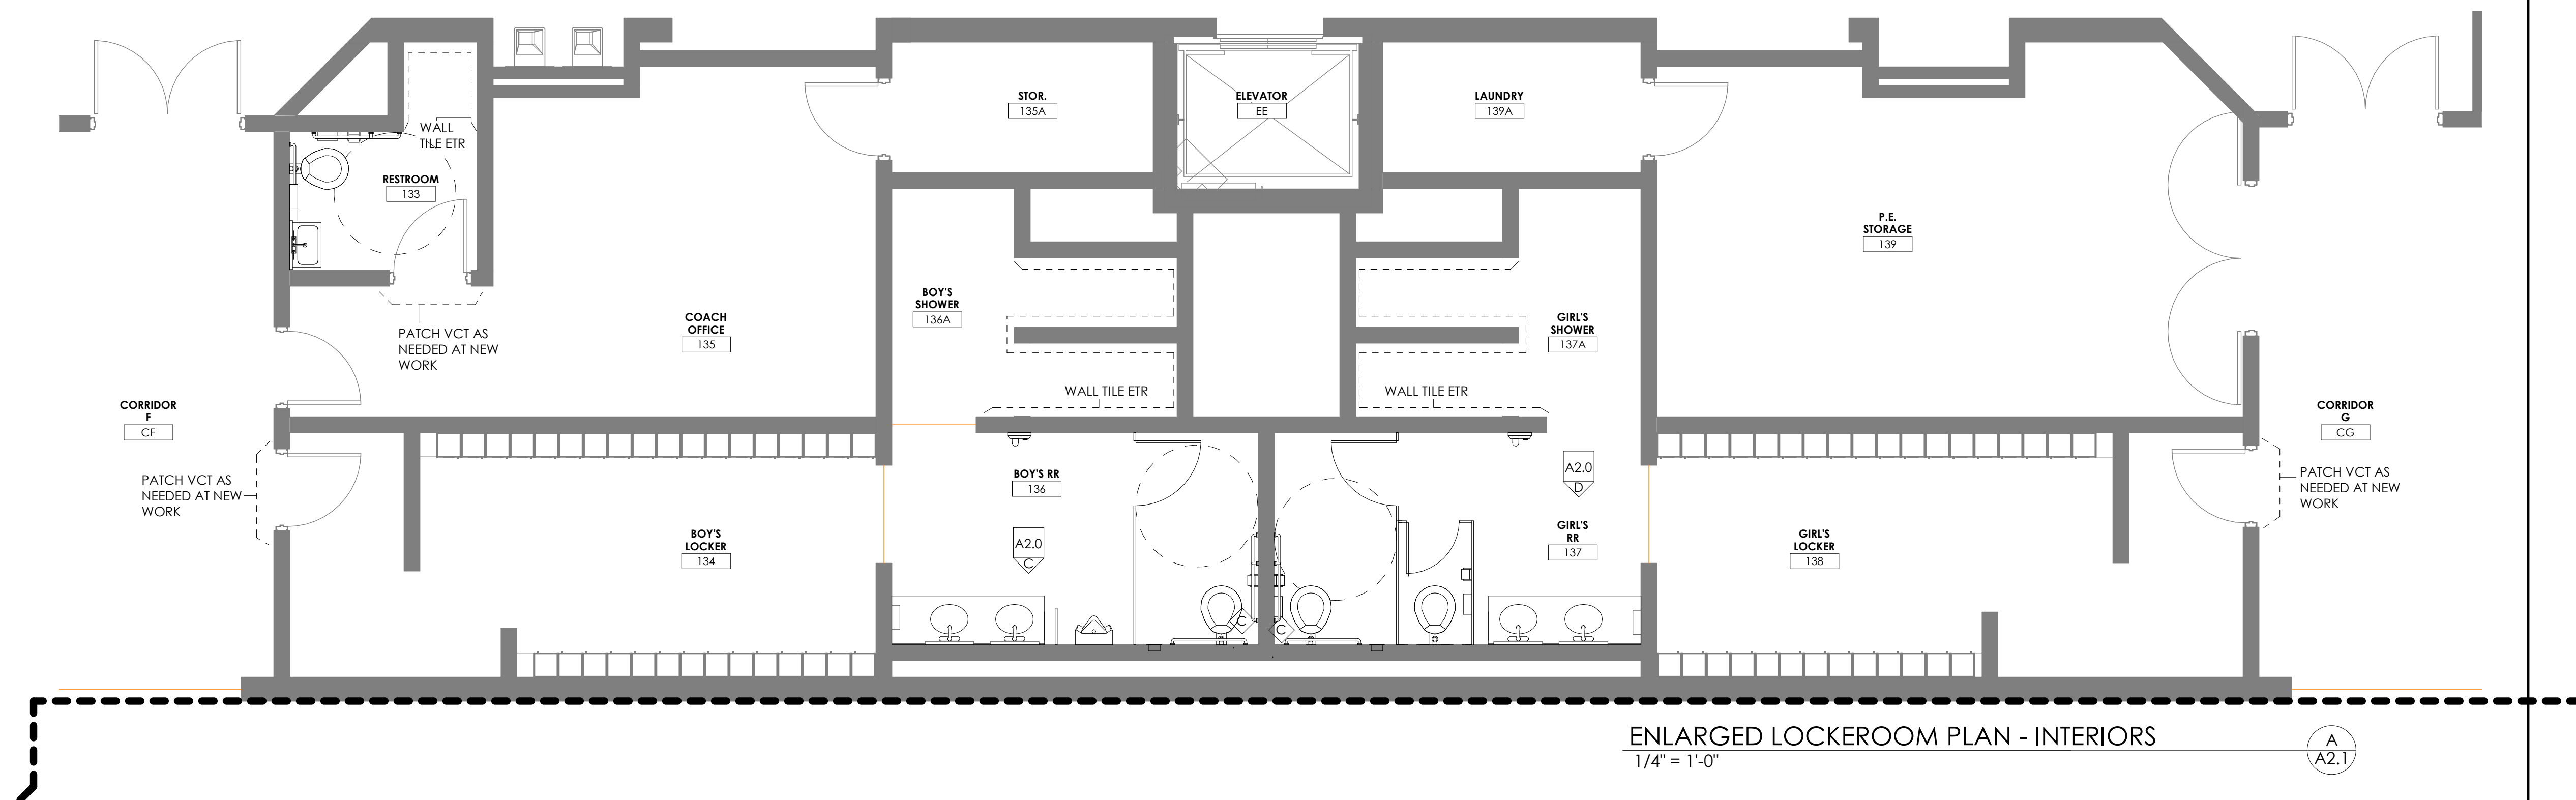 WALL
TILE ETR
RESTROOM
133
PATCH VCT AS
NEEDED AT NEW
WORK
COACH
OFFICE
135
CORRIDOR
F
CF
PATCH VCT AS
NEEDED AT NEW
WORK
BOY'S
LOCKER
134
STOR.
135A
ELEVATOR
EE
LAUNDRY
139A
BOY'S
SHOWER
136A
WALL TILE ETR
WALL TILE ETR
GIRL'S
SHOWER
137A
BOY'S RR
136
A2.0
C
C
C
A2.0
D
GIRL'S
RR
137
P.E.
STORAGE
139
GIRL'S
LOCKER
138
CORRIDOR
G
CG
PATCH VCT AS
NEEDED AT NEW
WORK
ENLARGED LOCKEROOM PLAN - INTERIORS
1/4" = 1'-0"
A
A2.1